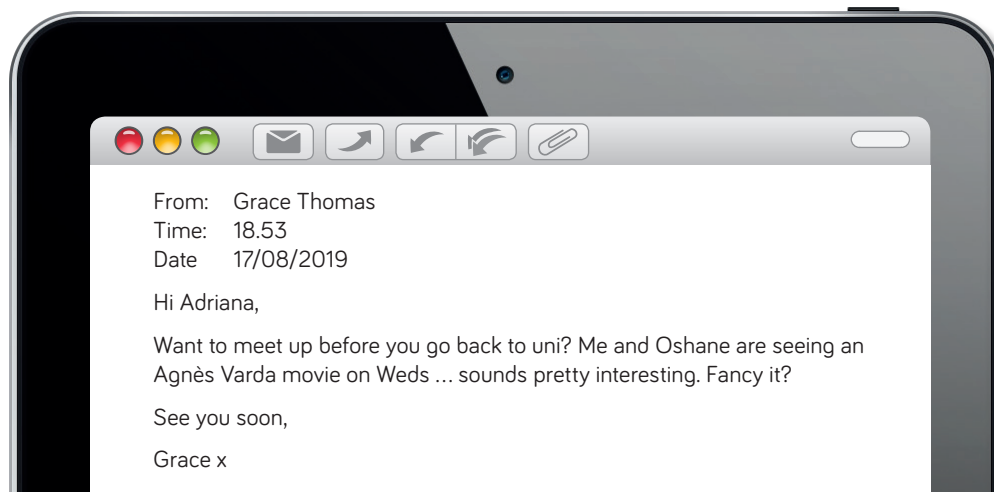 From: Grace Thomas
Time: 18.53
Date 17/08/2019
Hi Adriana,
Want to meet up before you go back to uni? Me and Oshane are seeing an
Agnès Varda movie on Weds ... sounds pretty interesting. Fancy it?
See you soon,
Grace x